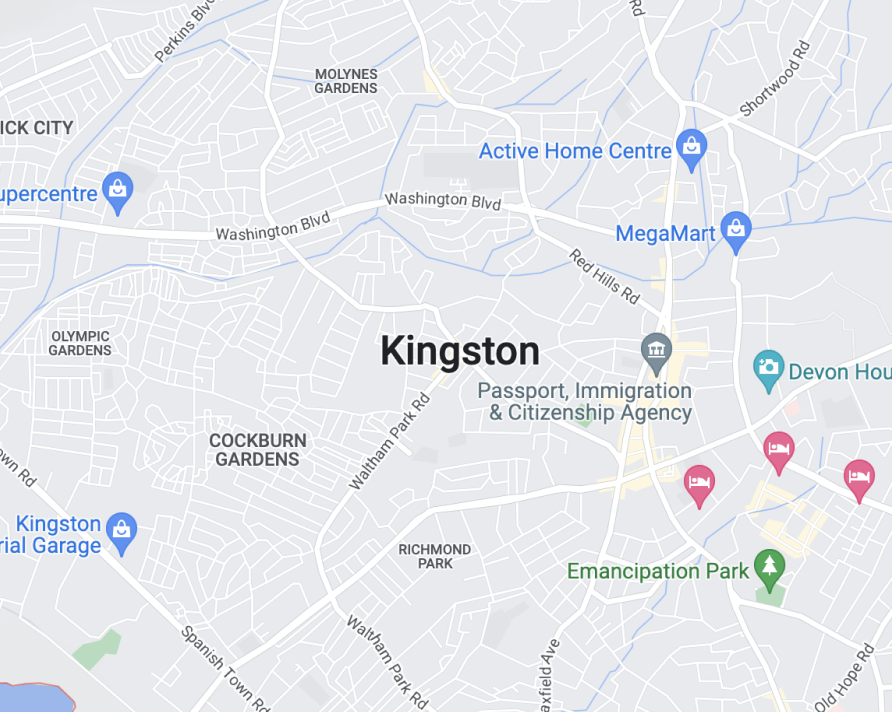 Perkins Blvd
Rd
MOLYNES
GARDENS
Shortwood Rd
ICK CITY
Active Home Centre
upercentre
Washington Blvd
Washington Blvd
MegaMart
Red Hills Rd
OLYMPIC
GARDENS
Kingston
Devon Hou
Passport, Immigration
& Citizenship Agency
Waltham Park Rd
COCKBURN
GARDENS
own Rd
Kingston
rial Garage
RICHMOND
PARK
Emancipation Park
Spanish Town Rd
Waltham Park Rd
axfield Ave
Old Hope Rd